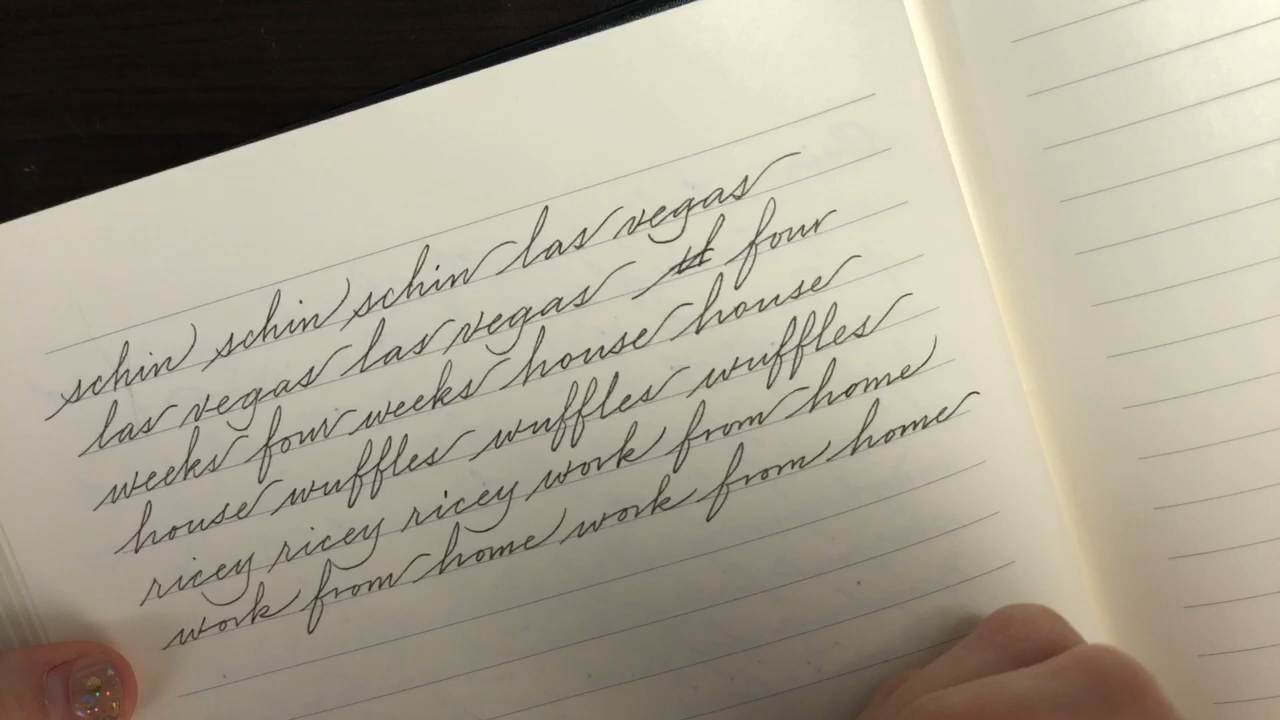 schin schin schin las vegas
las vegas las vegas four
weeks four weeks house house
house wuffles wuffles wuffles
ricey ricey ricey work from home
work from home work from home